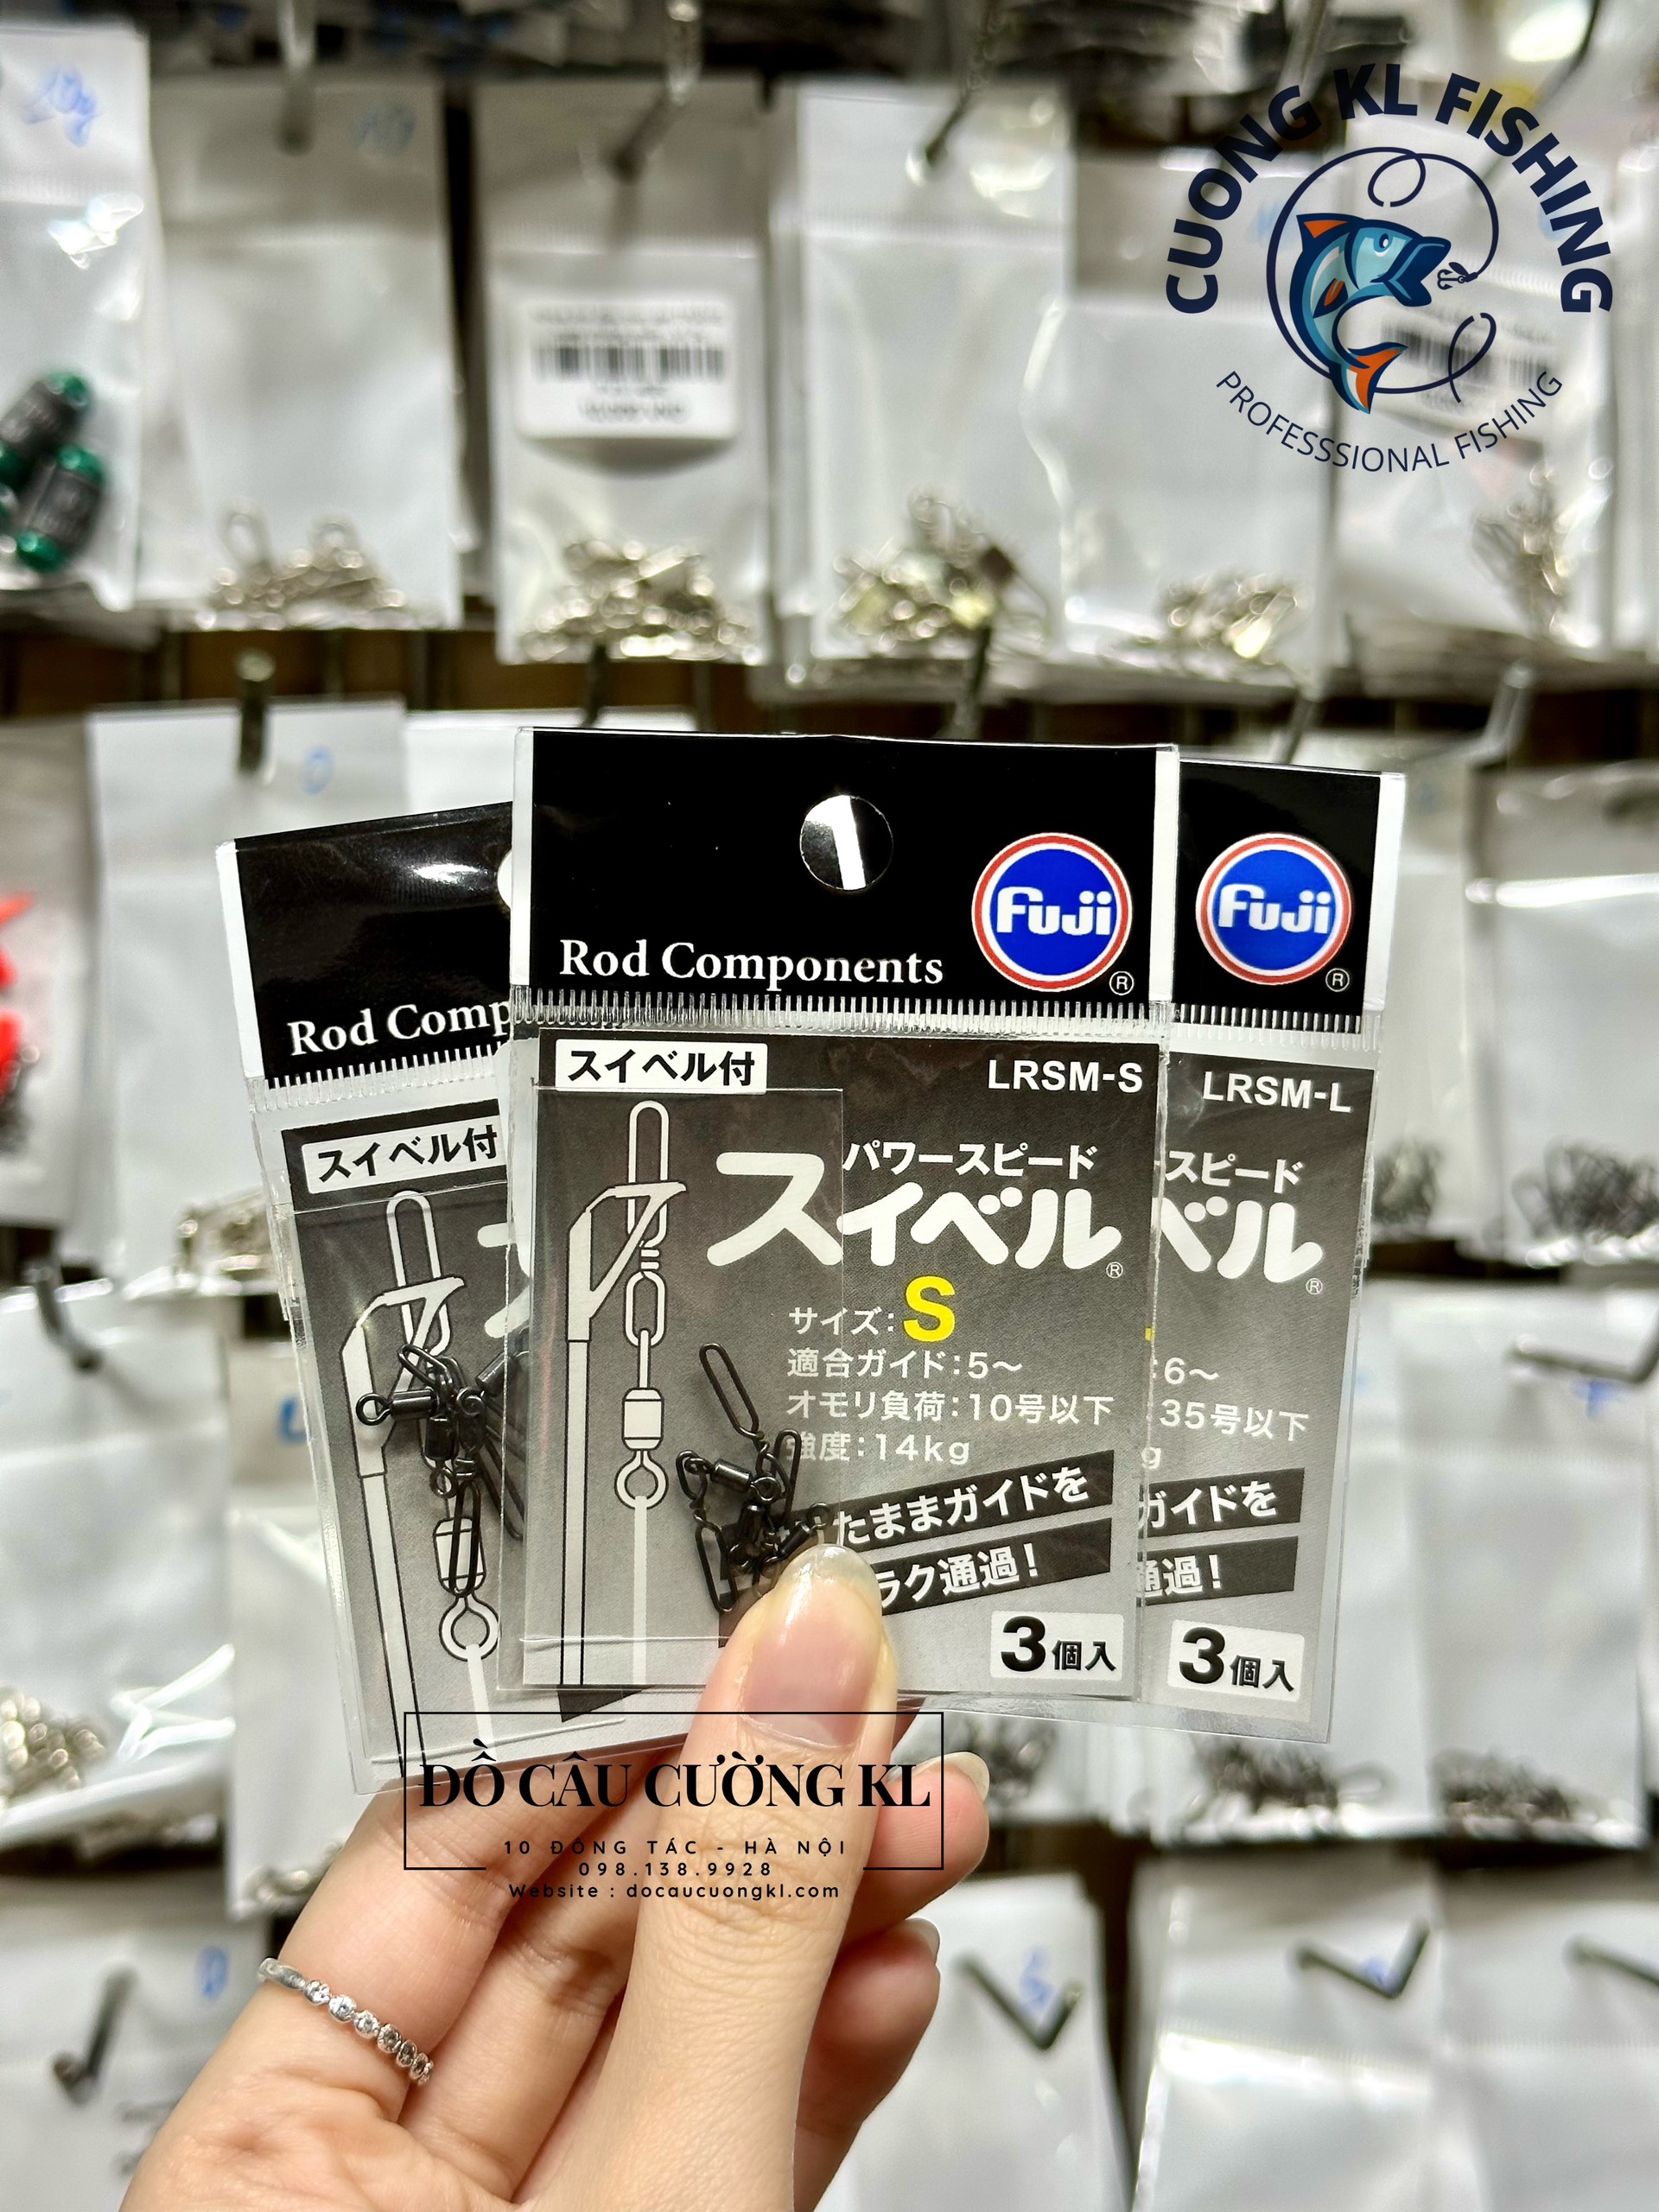 CUONG KL FISHING
PROFESSSIONAL FISHING
Fuji
®
Rod Components
Fuji
®
Rod Comp
スイベル付
LRSM-S
パワースピード
スイベル®
サイズ:S
適合ガイド:5〜
オモリ負荷:10号以下
強度:14kg
たままガイドを
ラク通過!
3個入
LRSM-L
スピード
ベル®
:6〜
:35号以下
g
ガイドを
通過!
3個入
スイベル付
ĐỒ CÂU CƯỜNG KL
10 ĐÔNG TÁC - HÀ NỘI
098.138.9928
Website : docaucuongkl.com